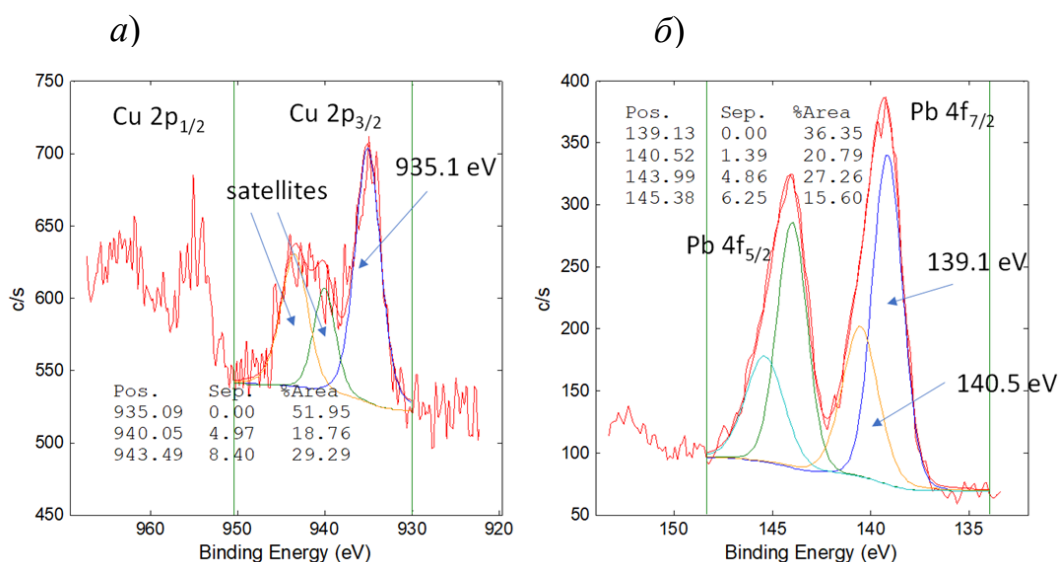 а)
750
700
650
600
550
500
450
c/s
Cu 2p1/2
Cu 2p3/2
satellites
935.1 eV
Pos. Sep. %Area
935.09 0.00 51.95
940.05 4.97 18.76
943.49 8.40 29.29
960 950 940 930 920
Binding Energy (eV)
б)
400
350
300
250
200
150
100
50
c/s
Pos. Sep. %Area
139.13 0.00 36.35
140.52 1.39 20.79
143.99 4.86 27.26
145.38 6.25 15.60
Pb 4f7/2
Pb 4f5/2
139.1 eV
140.5 eV
150 145 140 135
Binding Energy (eV)